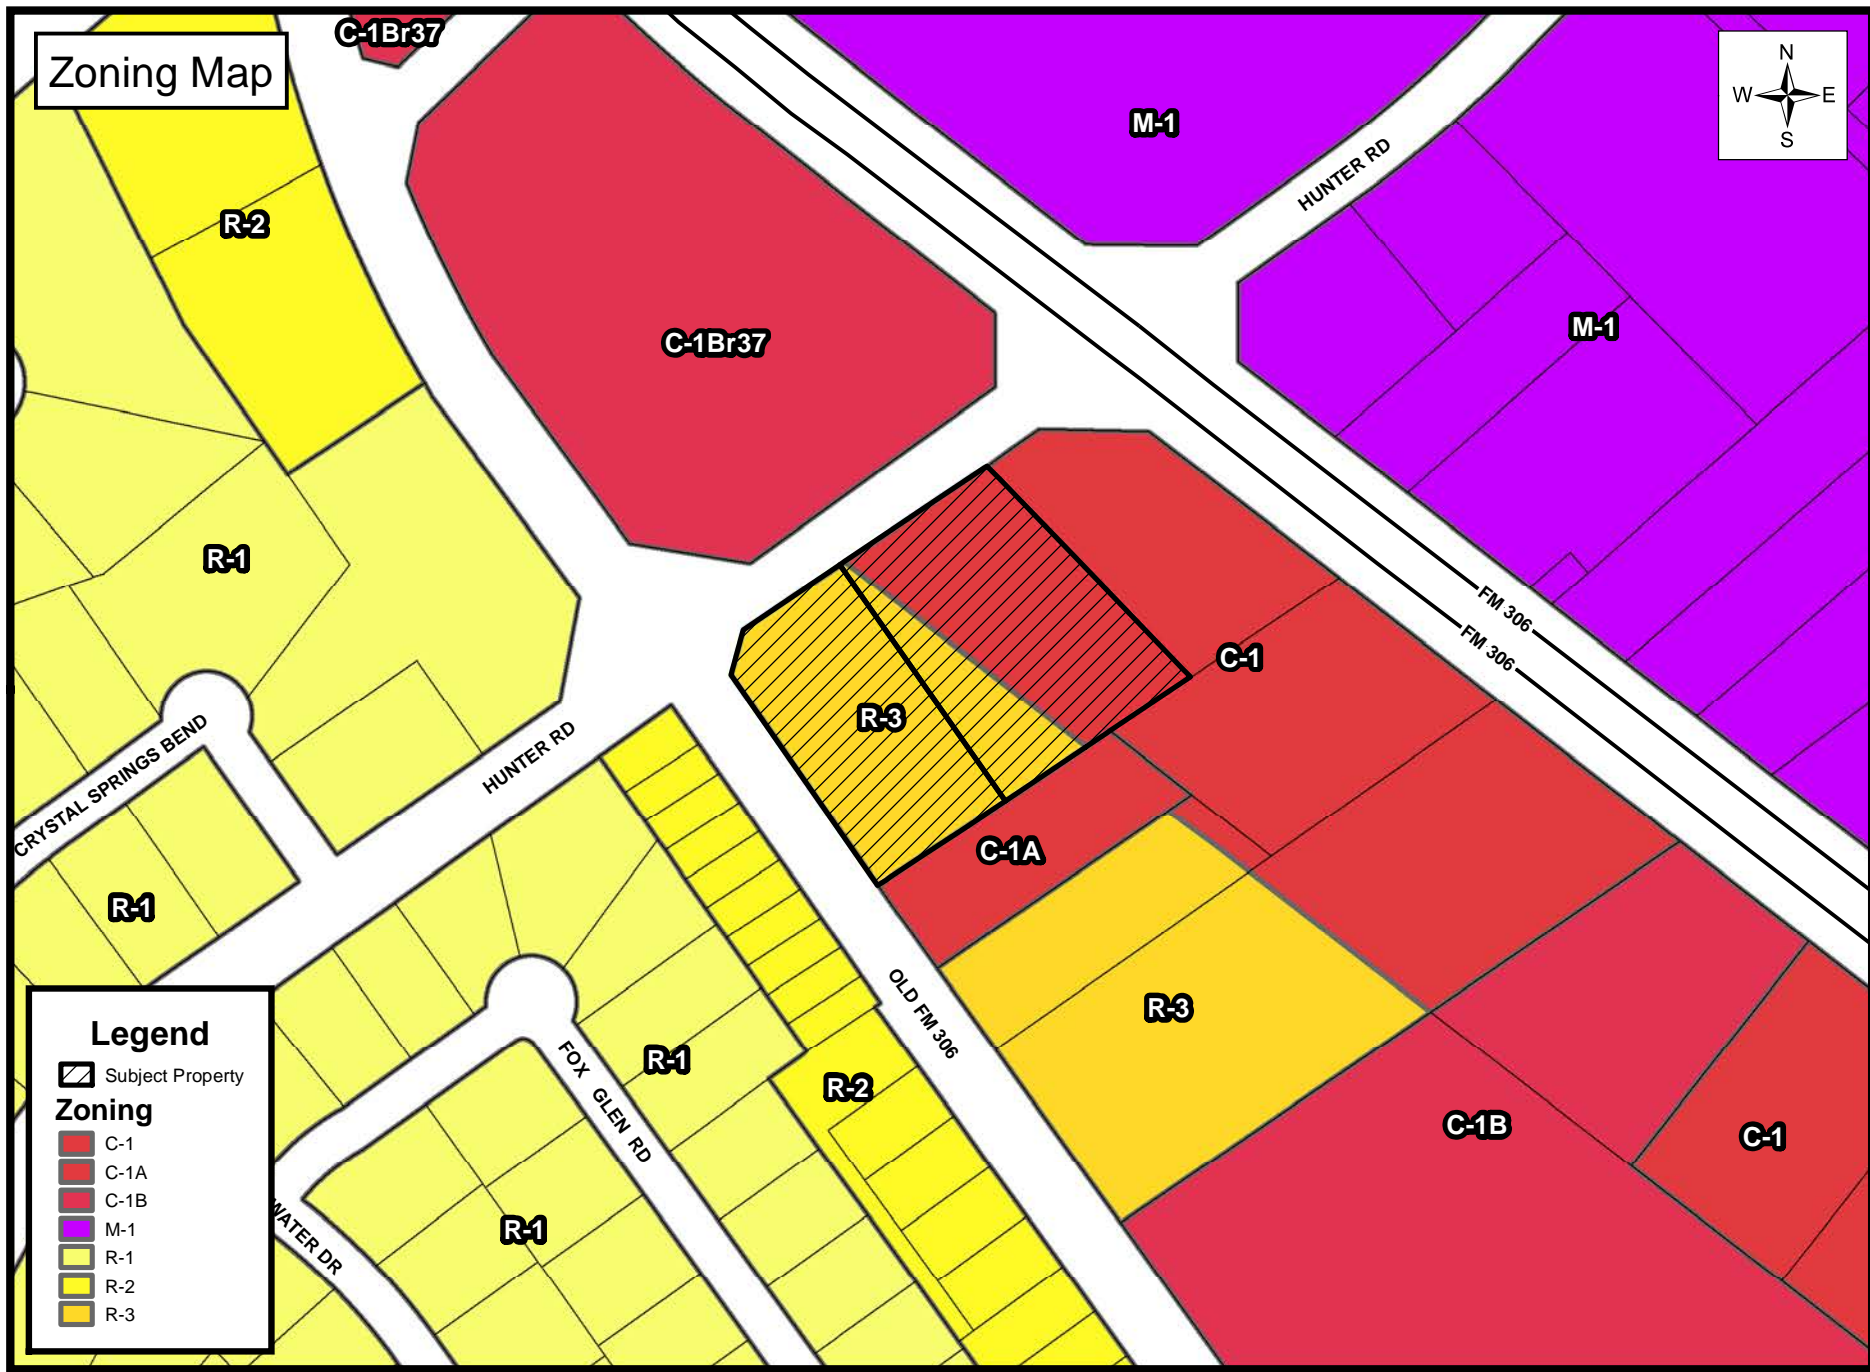 C-1Br37
Zoning Map
N
W E
S
M-1
HUNTER RD
R-2
C-1Br37
M-1
R-1
FM 306
FM 306
C-1
R-3
CRYSTAL SPRINGS BEND
HUNTER RD
C-1A
R-1
R-3
OLD FM 306
R-1
FOX GLEN RD
R-2
C-1B
C-1
R-1
WATER DR
Legend
Subject Property
Zoning
C-1
C-1A
C-1B
M-1
R-1
R-2
R-3